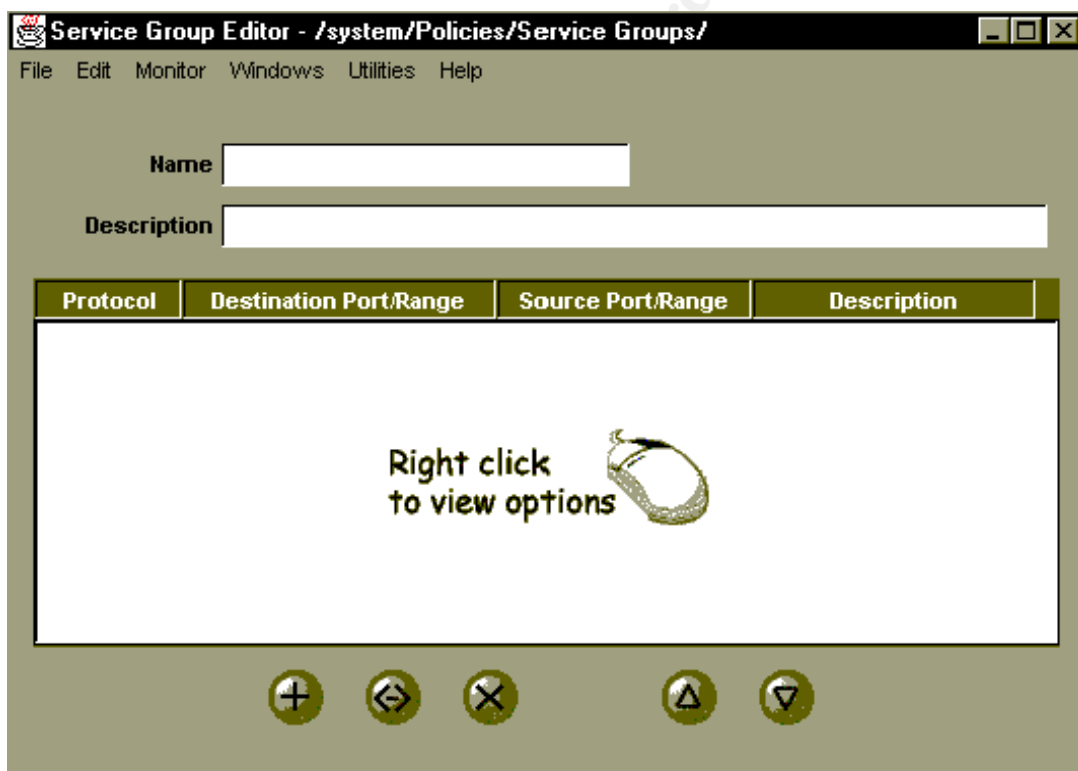 Service Group Editor - /system/Policies/Service Groups/
File Edit Monitor Windows Utilities Help
Name
Description
Protocol Destination Port/Range Source Port/Range Description
Right click
to view options